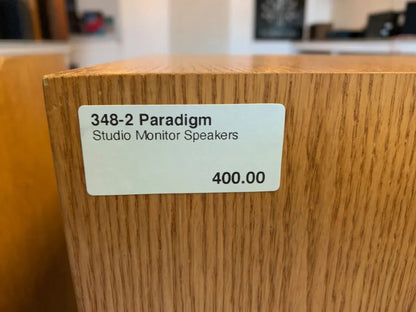 348-2 Paradigm
Studio Monitor Speakers
400.00